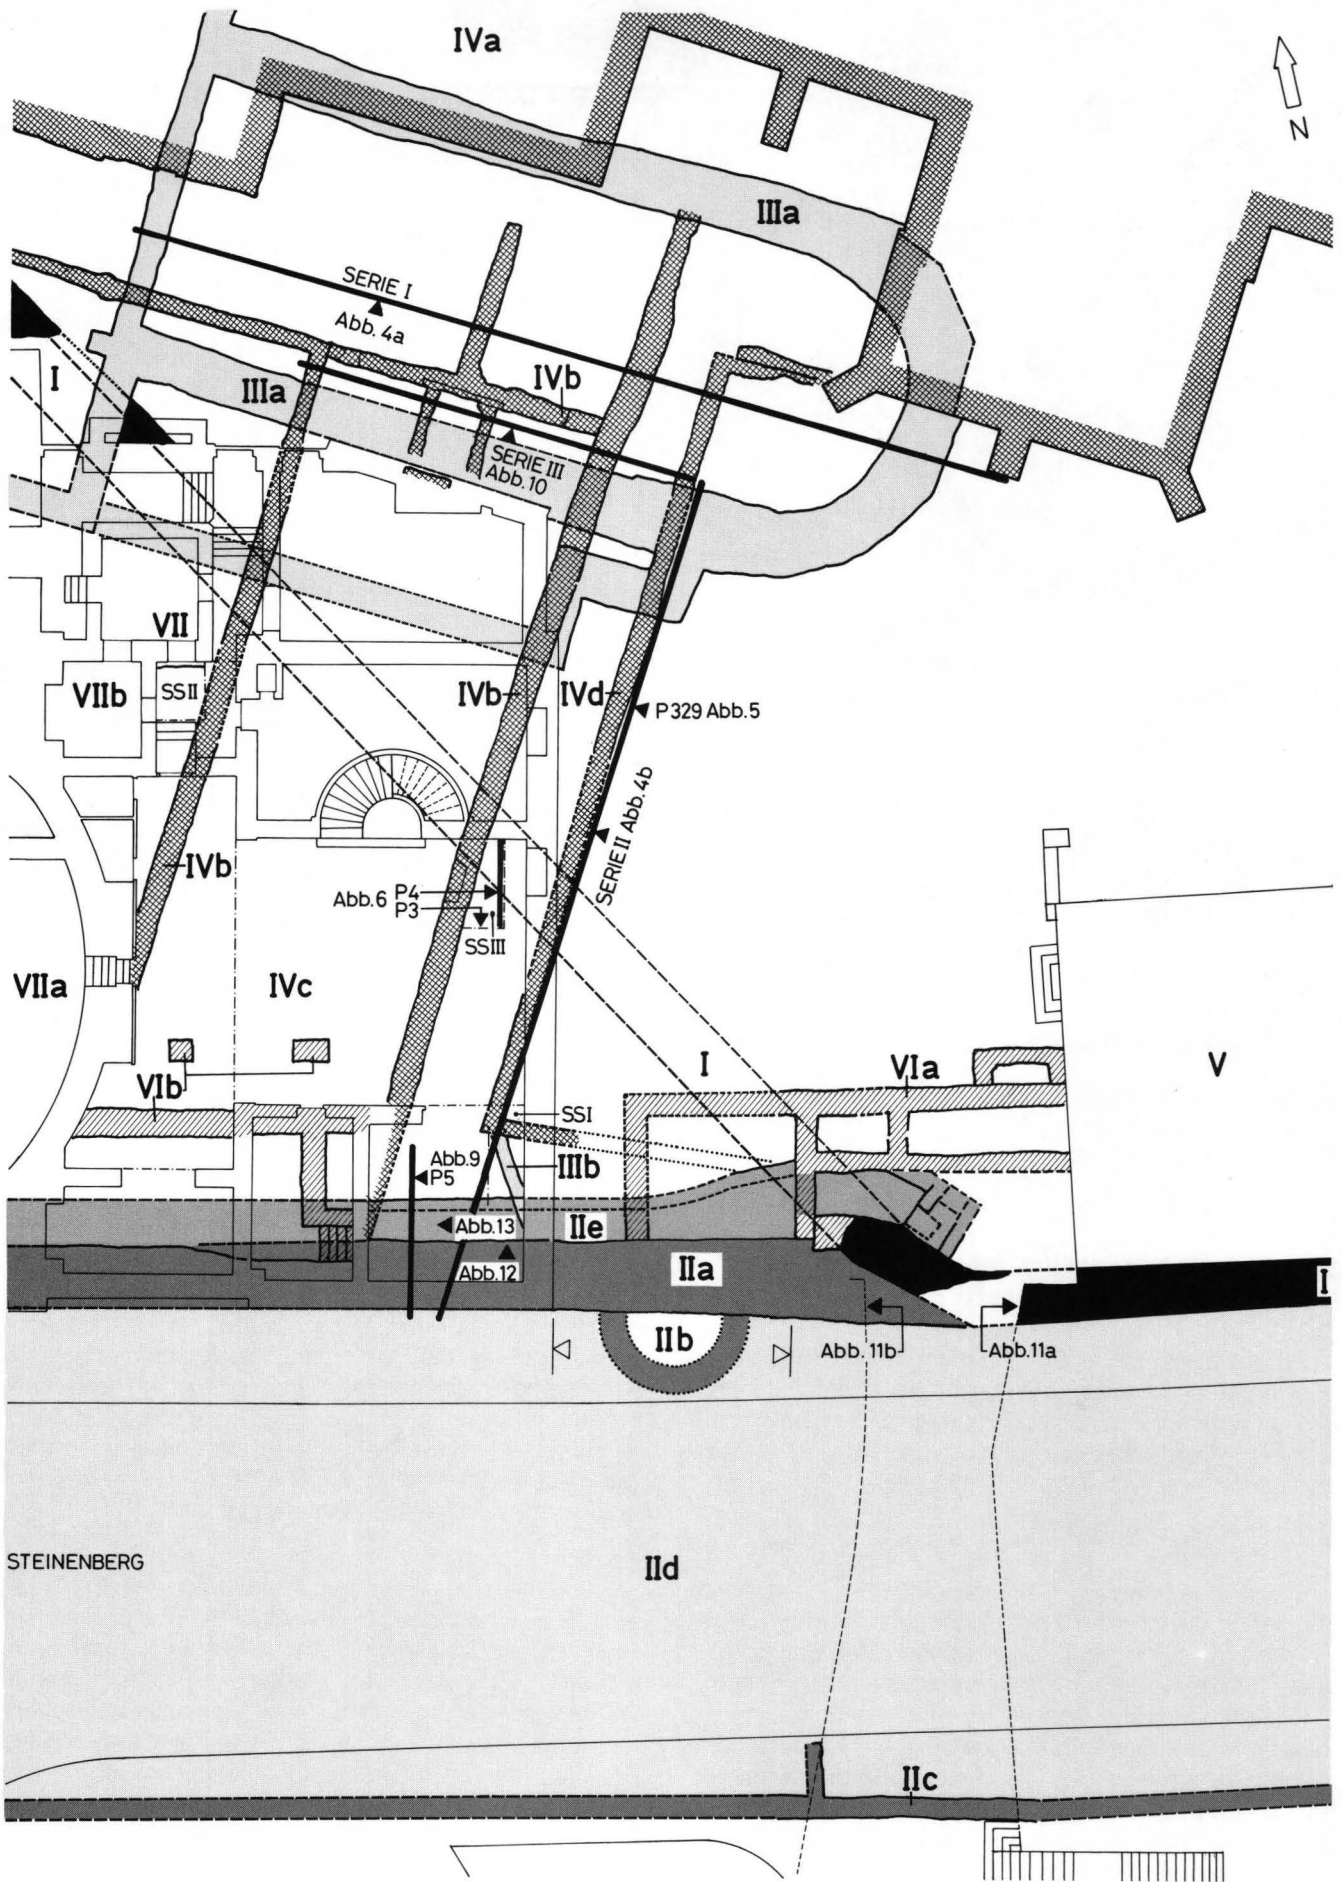 IVa
N
IIIa
SERIE I
Abb. 4a
I
IIIa
IVb
SERIE III
Abb. 10
VII
VIIb
SS II
IVb
IVd
P 329 Abb. 5
SERIE II Abb. 4b
IVb
Abb. 6 P4
P3
SS III
VIIa
IVc
I
VIa
V
VIb
SSI
Abb. 9
P5
IIIb
Abb. 13
IIe
Abb. 12
IIa
I
IIb
Abb. 11b
Abb. 11a
STEINENBERG
IId
IIc